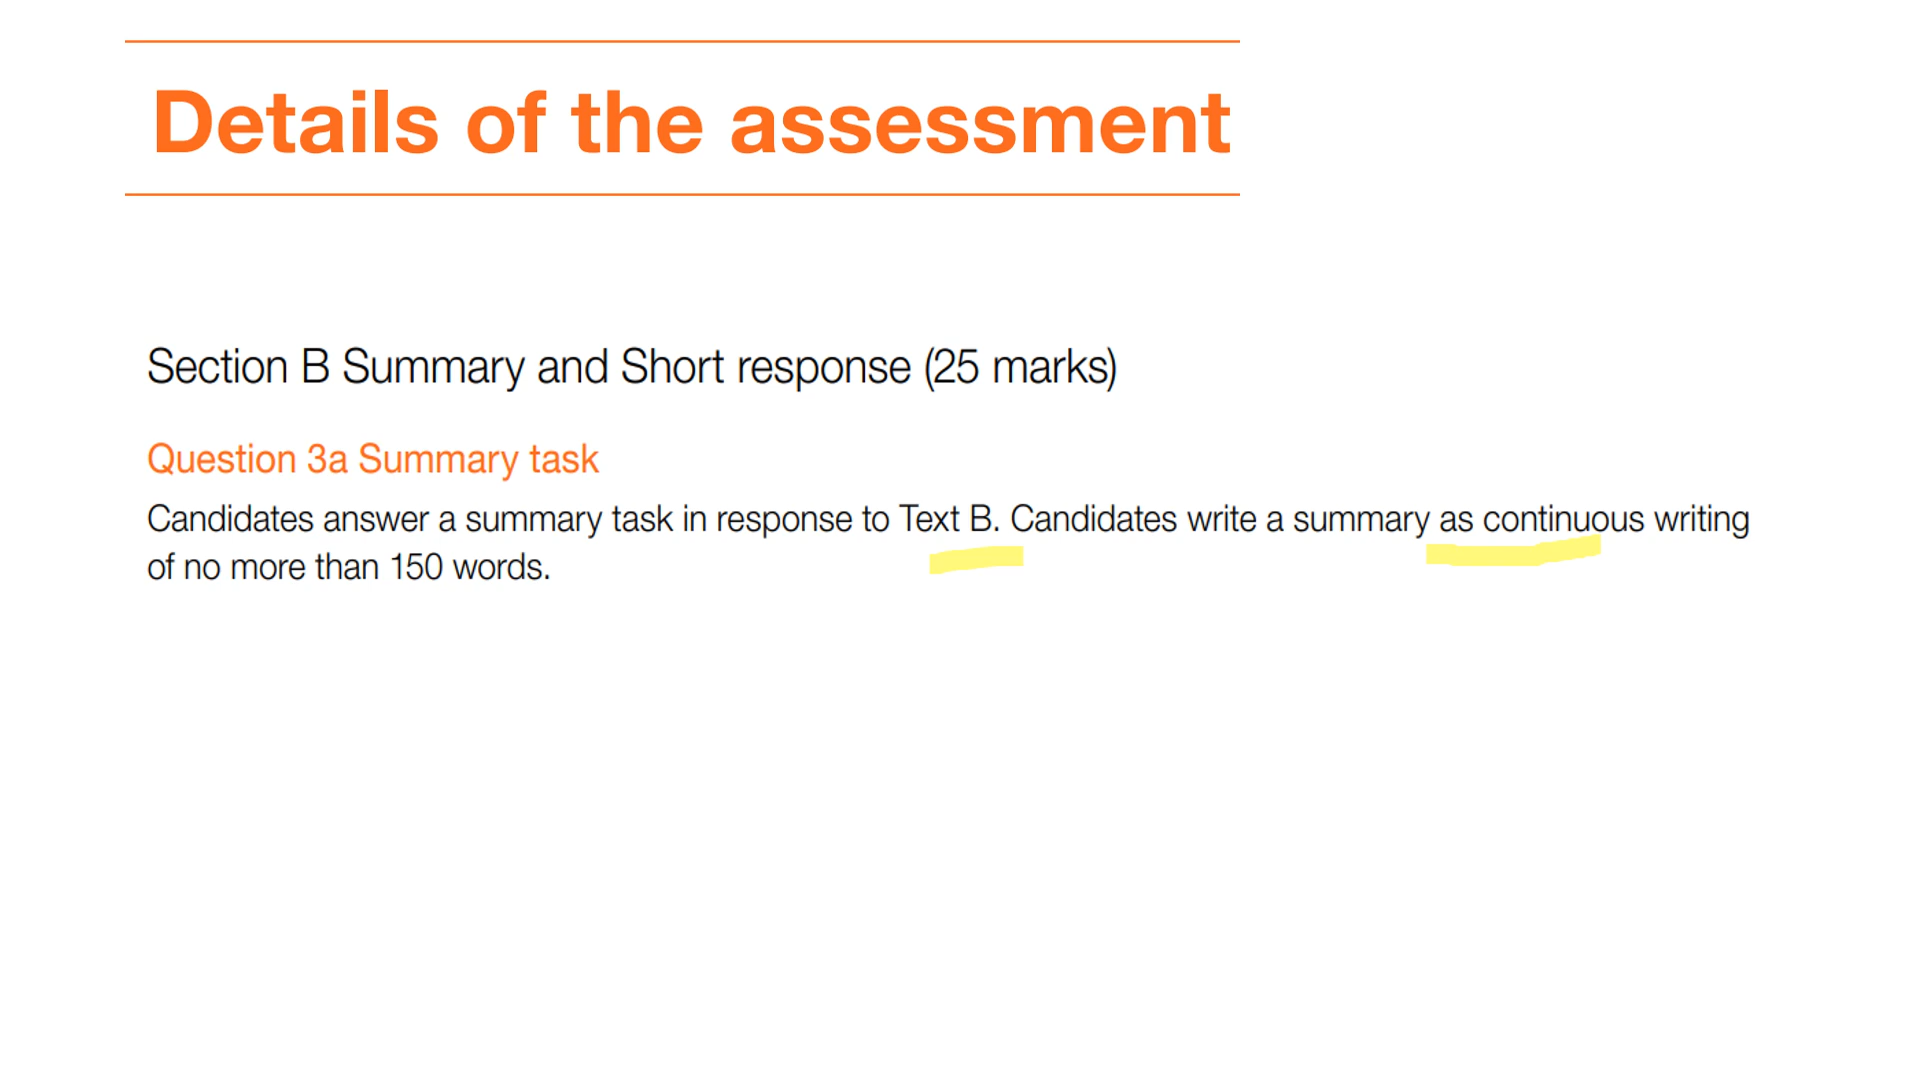 Details of the assessment
Section B Summary and Short response (25 marks)
Question 3a Summary task
Candidates answer a summary task in response to Text B. Candidates write a summary as continuous writing
of no more than 150 words.